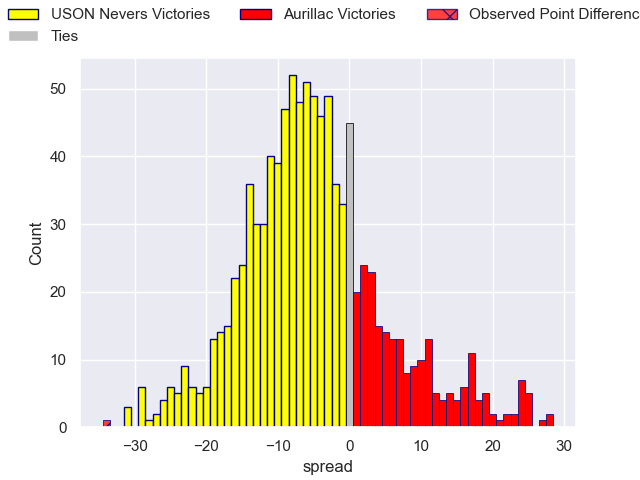 USON Nevers Victories
Aurillac Victories
Observed Point Differenc
Ties
50
40
30
20
10
0
Count
−30
−20
−10
0
10
20
30
spread